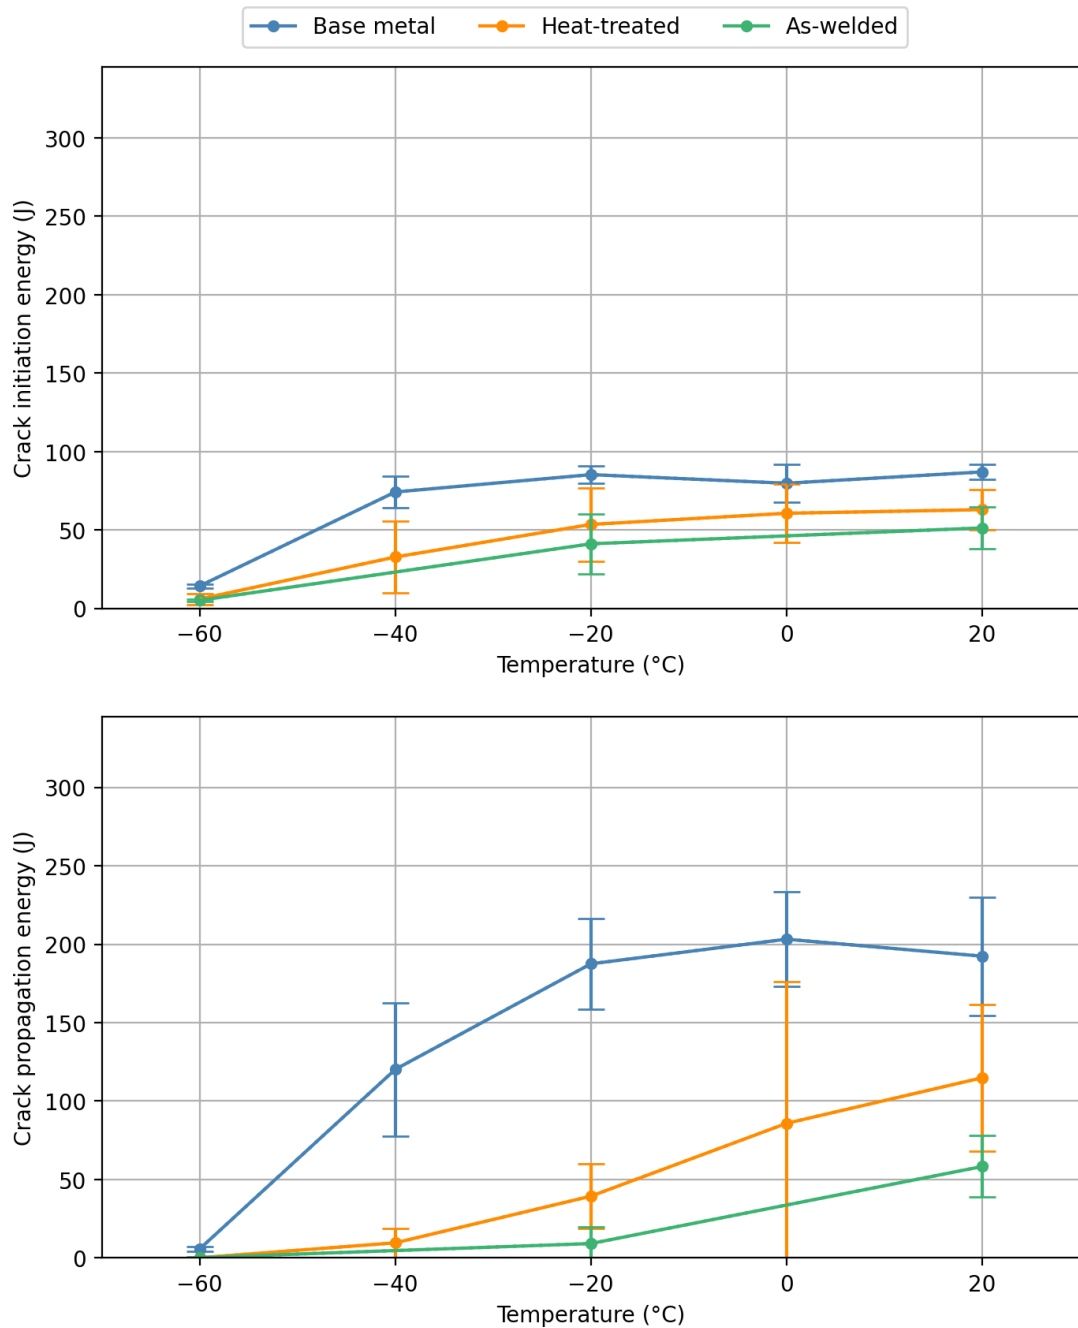 Base metal Heat-treated As-welded
300
250
200
150
100
50
0
Crack initiation energy (J)
−60 −40 −20 0 20
Temperature (°C)
300
250
200
150
100
50
0
Crack propagation energy (J)
−60 −40 −20 0 20
Temperature (°C)